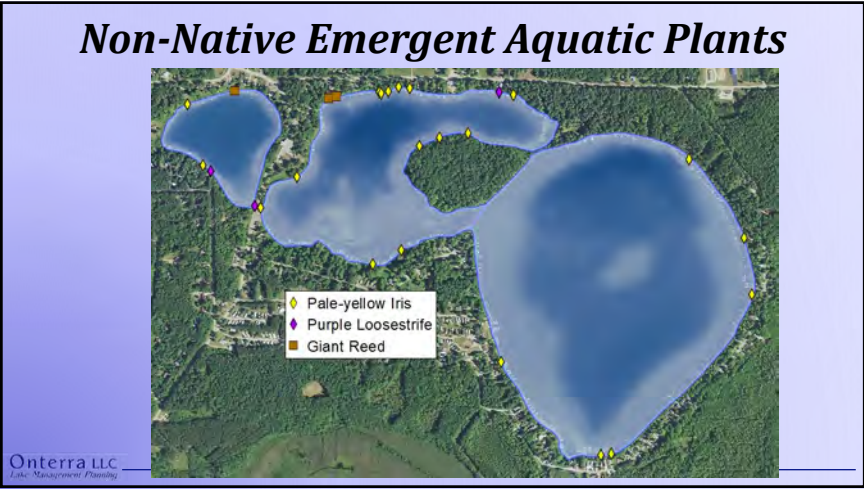 Non-Native Emergent Aquatic Plants
Pale-yellow Iris
Purple Loosestrife
Giant Reed
Onterra LLC
Lake Management Planning